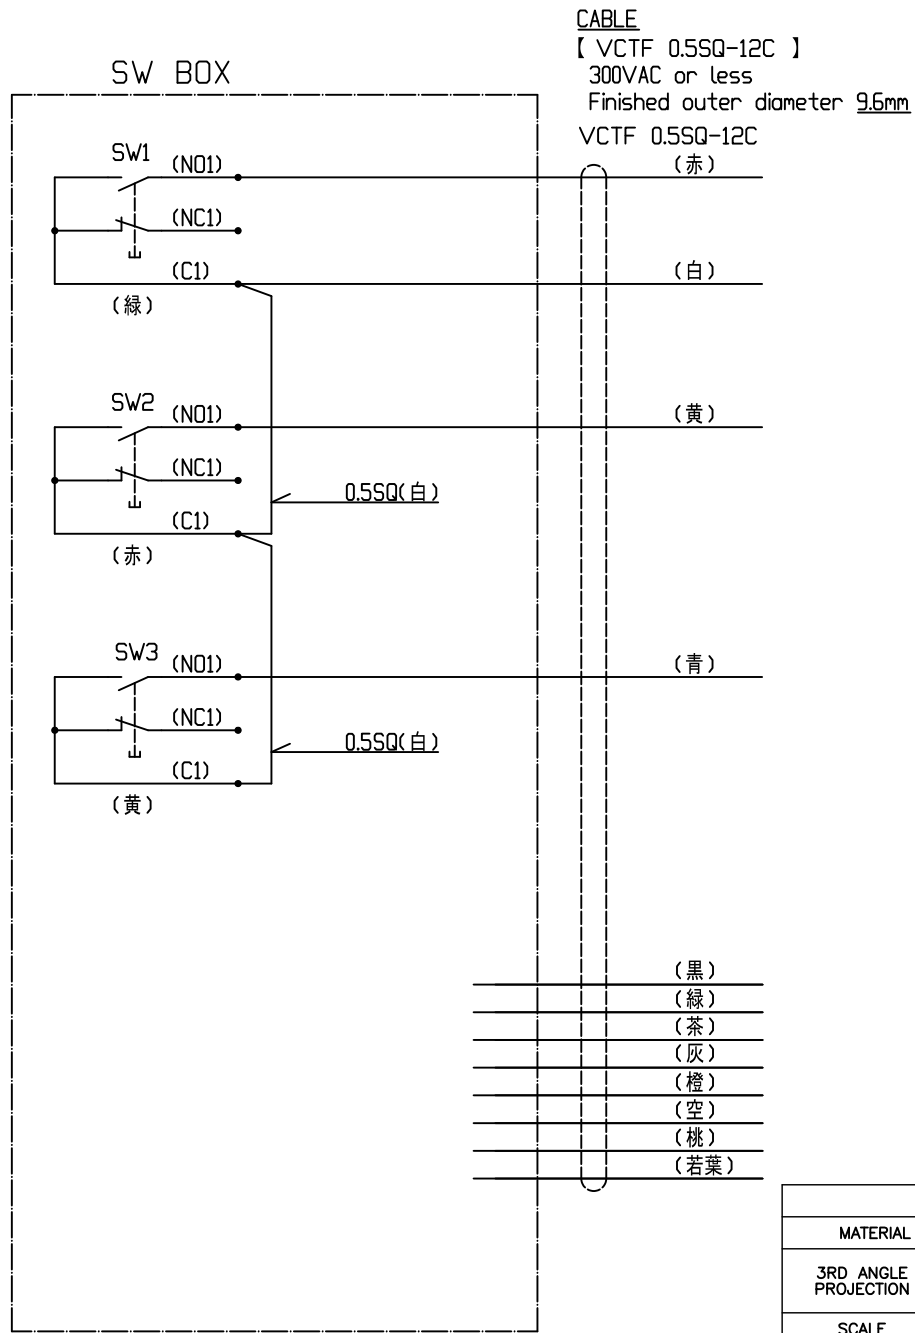 CABLE
【 VCTF 0.5SQ-12C 】
300VAC or less
Finished outer diameter 9.6mm
VCTF 0.5SQ-12C
SW BOX
SW1
(NO1)
(赤)
(NC1)
(C1)
(白)
(緑)
SW2
(NO1)
(黄)
(NC1)
0.5SQ(白)
(C1)
(赤)
SW3
(NO1)
(青)
(NC1)
0.5SQ(白)
(C1)
(黄)
(黒)
(緑)
(茶)
(灰)
(橙)
(空)
(桃)
(若葉)
MATERIAL
3RD ANGLE
PROJECTION
SCALE